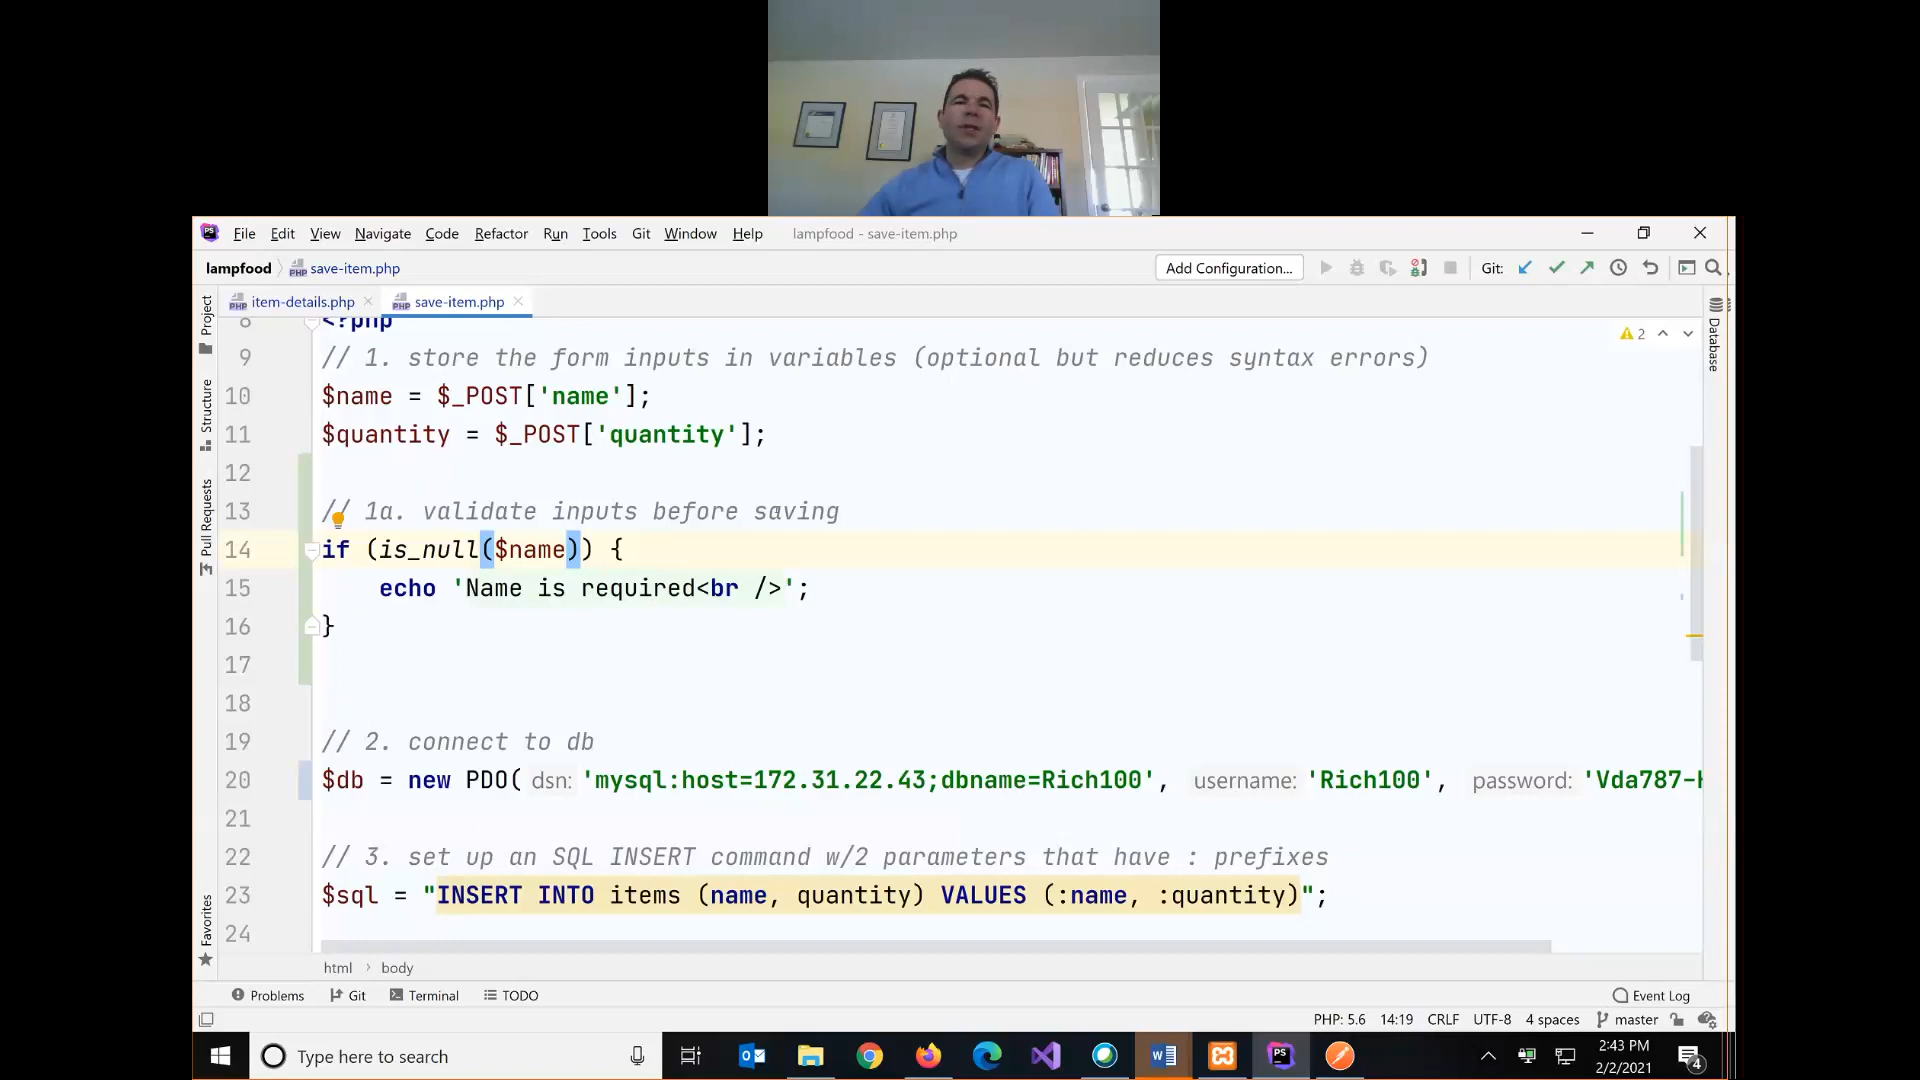 File Edit View Navigate Code Refactor Run Tools Git Window Help lampfood - save-item.php
lampfood save-item.php Add Configuration... Git:
item-details.php save-item.php
8 <?php
2
9 // 1. store the form inputs in variables (optional but reduces syntax errors)
10 $name = $_POST['name'];
11 $quantity = $_POST['quantity'];
12
13 // 1a. validate inputs before saving
14 if (is_null($name)) {
15 echo 'Name is required<br />';
16 }
17
18
19 // 2. connect to db
20 $db = new PDO( dsn: 'mysql:host=172.31.22.43;dbname=Rich100', username: 'Rich100', password: 'Vda787-
21
22 // 3. set up an SQL INSERT command w/2 parameters that have : prefixes
23 $sql = "INSERT INTO items (name, quantity) VALUES (:name, :quantity)";
24
Project
Structure
Pull Requests
Favorites
Database
html › body
Problems Git Terminal TODO Event Log
PHP: 5.6 14:19 CRLF UTF-8 4 spaces master
Type here to search
2:43 PM
2/2/2021
4